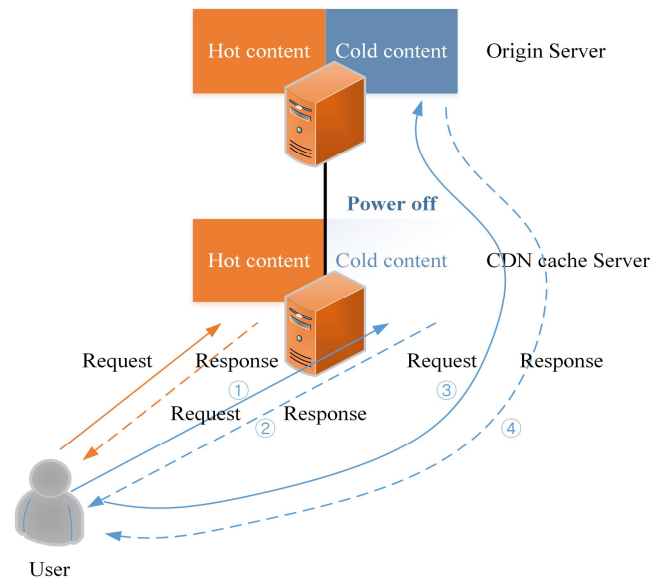 Hot content Cold content Origin Server
Power off
Hot content Cold content CDN cache Server
Request Response Request Response
① ③
Request Response
② ④
User